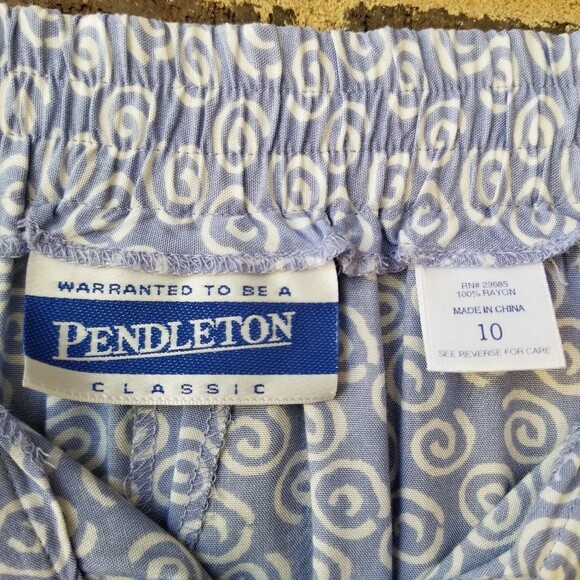 WARRANTED TO BE A
PENDLETON
CLASSIC
RN# 29685
100% RAYON
MADE IN CHINA
10
SEE REVERSE FOR CARE